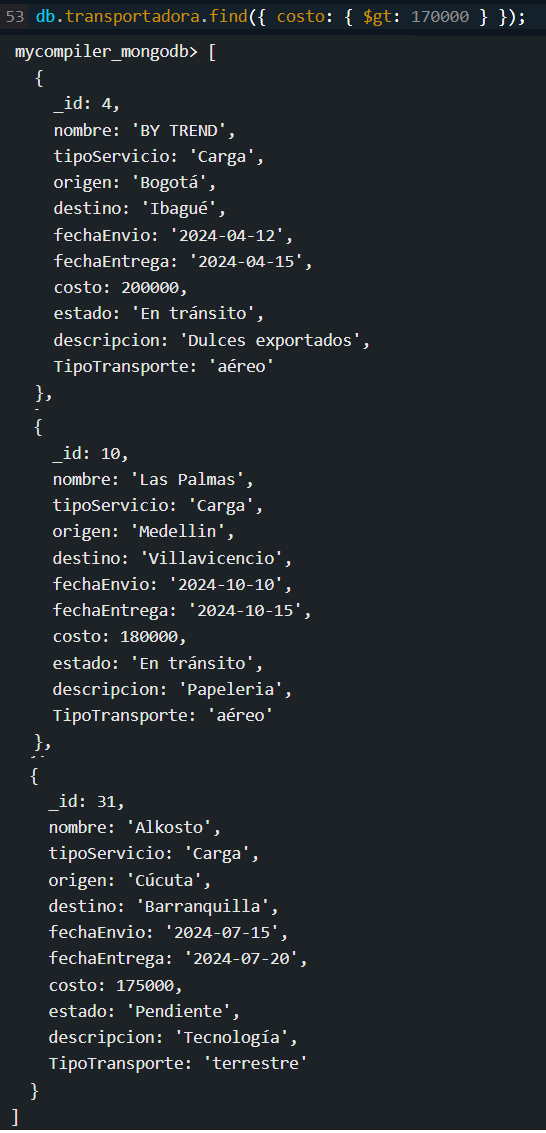 53 db.transportadora.find({ costo: { $gt: 170000 } });
mycompiler_mongodb> [
{
_id: 4,
nombre: 'BY TREND',
tipoServicio: 'Carga',
origen: 'Bogotá',
destino: 'Ibagué',
fechaEnvio: '2024-04-12',
fechaEntrega: '2024-04-15',
costo: 200000,
estado: 'En tránsito',
descripcion: 'Dulces exportados',
TipoTransporte: 'aéreo'
},
{
_id: 10,
nombre: 'Las Palmas',
tipoServicio: 'Carga',
origen: 'Medellin',
destino: 'Villavicencio',
fechaEnvio: '2024-10-10',
fechaEntrega: '2024-10-15',
costo: 180000,
estado: 'En tránsito',
descripcion: 'Papeleria',
TipoTransporte: 'aéreo'
},
{
_id: 31,
nombre: 'Alkosto',
tipoServicio: 'Carga',
origen: 'Cúcuta',
destino: 'Barranquilla',
fechaEnvio: '2024-07-15',
fechaEntrega: '2024-07-20',
costo: 175000,
estado: 'Pendiente',
descripcion: 'Tecnología',
TipoTransporte: 'terrestre'
}
]